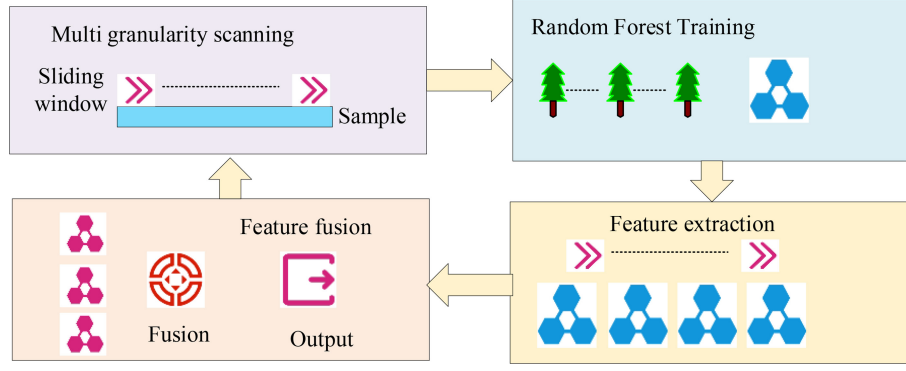 Multi granularity scanning
Sliding
window
Sample
Random Forest Training
Feature fusion
Fusion
Output
Feature extraction